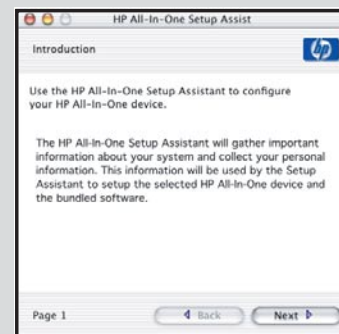 HP All-In-One Setup Assist
Introduction
hp
Use the HP All-In-One Setup Assistant to configure
your HP All-In-One device.
The HP All-In-One Setup Assistant will gather important
information about your system and collect your personal
information. This information will be used by the Setup
Assistant to setup the selected HP All-In-One device and
the bundled software.
Page 1
Back
Next